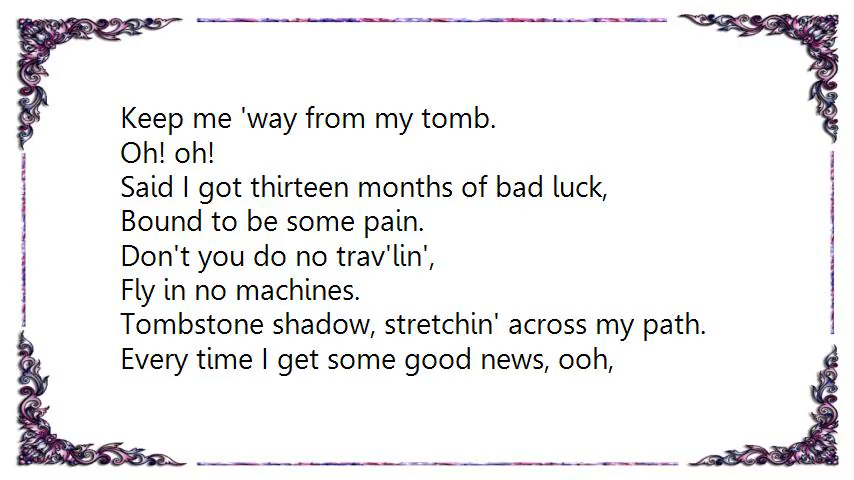 Keep me 'way from my tomb.
Oh! oh!
Said I got thirteen months of bad luck,
Bound to be some pain.
Don't you do no trav'lin',
Fly in no machines.
Tombstone shadow, stretchin' across my path.
Every time I get some good news, ooh,